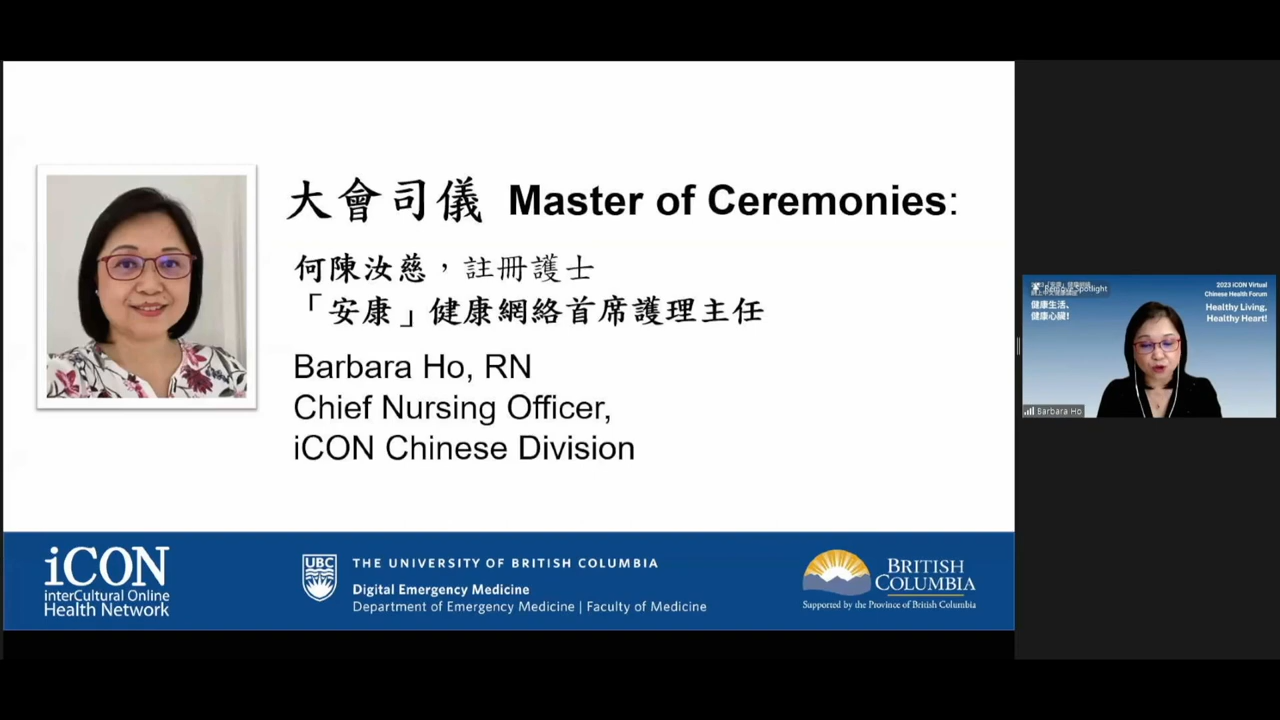 大會司儀 Master of Ceremonies:
何陳汝慈，註冊護士
「安康」健康網絡首席護理主任
Barbara Ho, RN
Chief Nursing Officer,
iCON Chinese Division
iCON
interCultural Online
Health Network
UBC
THE UNIVERSITY OF BRITISH COLUMBIA
Digital Emergency Medicine
Department of Emergency Medicine | Faculty of Medicine
BRITISH
COLUMBIA
Supported by the Province of British Columbia
健康生活、
健康心臟!
2023 iCON Virtual
Chinese Health Forum
Healthy Living,
Healthy Heart!
Barbara Ho